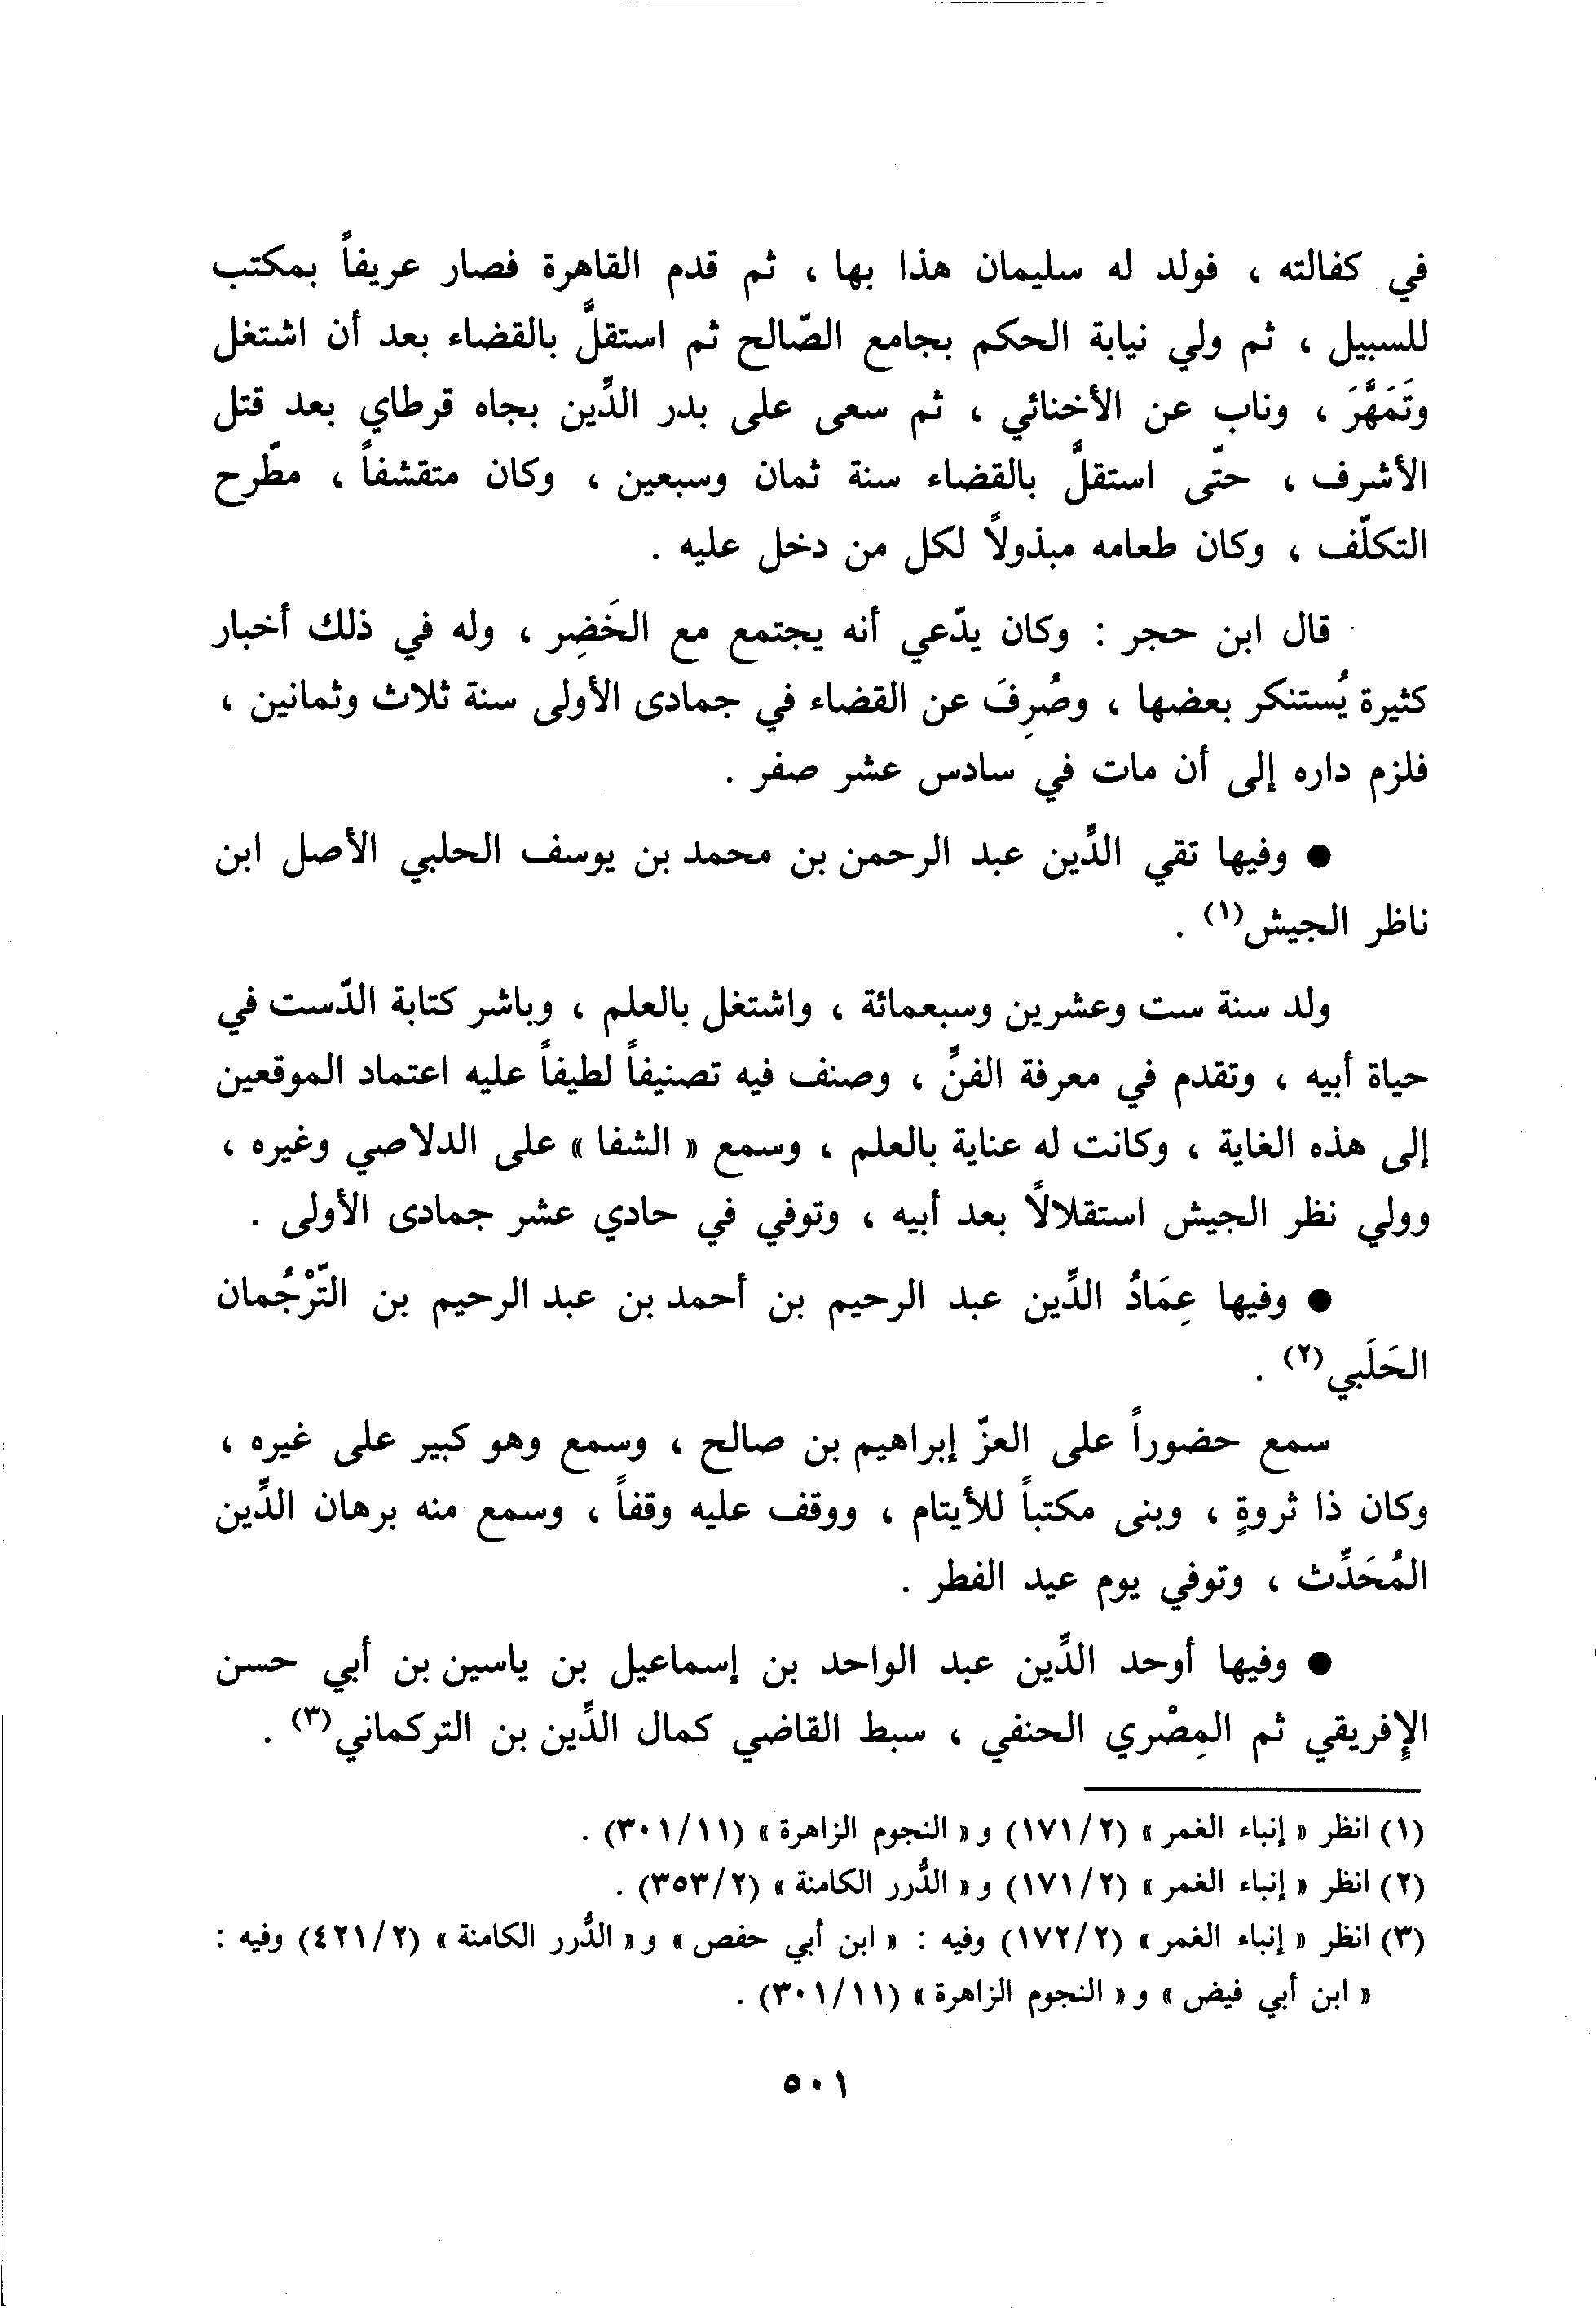 في كفالته ، فولد له سليمان هذا بها ، ثم قدم القاهرة فصار عريفاً بمكتب
للسبيل ، ثم ولي نيابة الحكم بجامع الصّالح ثم استقلَّ بالقضاء بعد أن اشتغل
وتَمَهَّرَ ، وناب عن الأخنائي ، ثم سعى على بدر الدِّين بجاه قرطاي بعد قتل
الأشرف ، حتّى استقلَّ بالقضاء سنة ثمان وسبعين ، وكان متقشفاً ، مطّرح
التكلّف ، وكان طعامه مبذولاً لكل من دخل عليه .
قال ابن حجر : وكان يدّعي أنه يجتمع مع الخَضِر ، وله في ذلك أخبار
كثيرة يُستنكر بعضها ، وصُرِفَ عن القضاء في جمادى الأولى سنة ثلاث وثمانين ،
فلزم داره إلى أن مات في سادس عشر صفر .
● وفيها تقي الدِّين عبد الرحمن بن محمد بن يوسف الحلبي الأصل ابن
ناظر الجيش(١) .
ولد سنة ست وعشرين وسبعمائة ، واشتغل بالعلم ، وباشر كتابة الدّست في
حياة أبيه ، وتقدم في معرفة الفنِّ ، وصنف فيه تصنيفاً لطيفاً عليه اعتماد الموقعين
إلى هذه الغاية ، وكانت له عناية بالعلم ، وسمع « الشفا » على الدلاصي وغيره ،
وولي نظر الجيش استقلالاً بعد أبيه ، وتوفي في حادي عشر جمادى الأولى .
● وفيها عِمَادُ الدِّين عبد الرحيم بن أحمد بن عبد الرحيم بن التّرْجُمان
الحَلَبي(٢) .
سمع حضوراً على العزّ إبراهيم بن صالح ، وسمع وهو كبير على غيره ،
وكان ذا ثروةٍ ، وبنى مكتباً للأيتام ، ووقف عليه وقفاً ، وسمع منه برهان الدِّين
المُحَدِّث ، وتوفي يوم عيد الفطر .
● وفيها أوحد الدِّين عبد الواحد بن إسماعيل بن ياسين بن أبي حسن
الإفريقي ثم المِصْري الحنفي ، سبط القاضي كمال الدِّين بن التركماني(٣) .
(١) انظر « إنباء الغمر » (١٧١/٢) و « النجوم الزاهرة » (٣٠١/١١) .
(٢) انظر « إنباء الغمر » (١٧١/٢) و « الدُّرر الكامنة » (٣٥٣/٢) .
(٣) انظر « إنباء الغمر » (١٧٢/٢) وفيه : « ابن أبي حفص » و « الدُّرر الكامنة » (٤٢١/٢) وفيه :
« ابن أبي فيض » و « النجوم الزاهرة » (٣٠١/١١) .
٥٠١